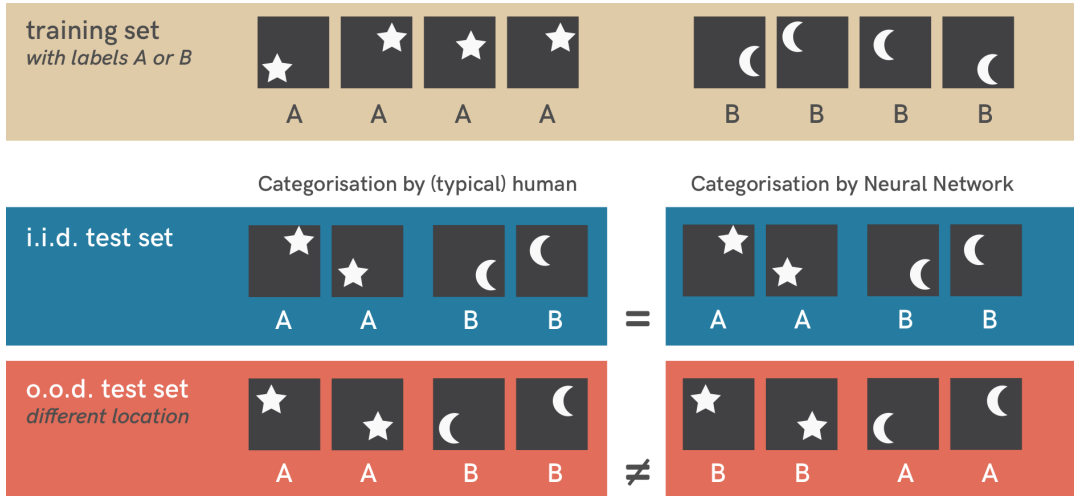 training set
with labels A or B
A A A A B B B B
Categorisation by (typical) human Categorisation by Neural Network
i.i.d. test set
A A B B = A A B B
o.o.d. test set
different location
A A B B ≠ B B A A